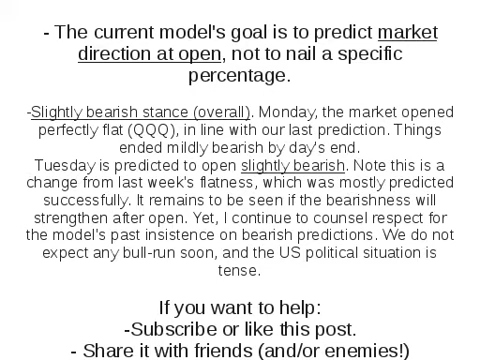 - The current model's goal is to predict market
direction at open, not to nail a specific
percentage.
-Slightly bearish stance (overall). Monday, the market opened
perfectly flat (QQQ), in line with our last prediction. Things
ended mildly bearish by day's end.
Tuesday is predicted to open slightly bearish. Note this is a
change from last week's flatness, which was mostly predicted
successfully. It remains to be seen if the bearishness will
strengthen after open. Yet, I continue to counsel respect for
the model's past insistence on bearish predictions. We do not
expect any bull-run soon, and the US political situation is
tense.
If you want to help:
-Subscribe or like this post.
- Share it with friends (and/or enemies!)